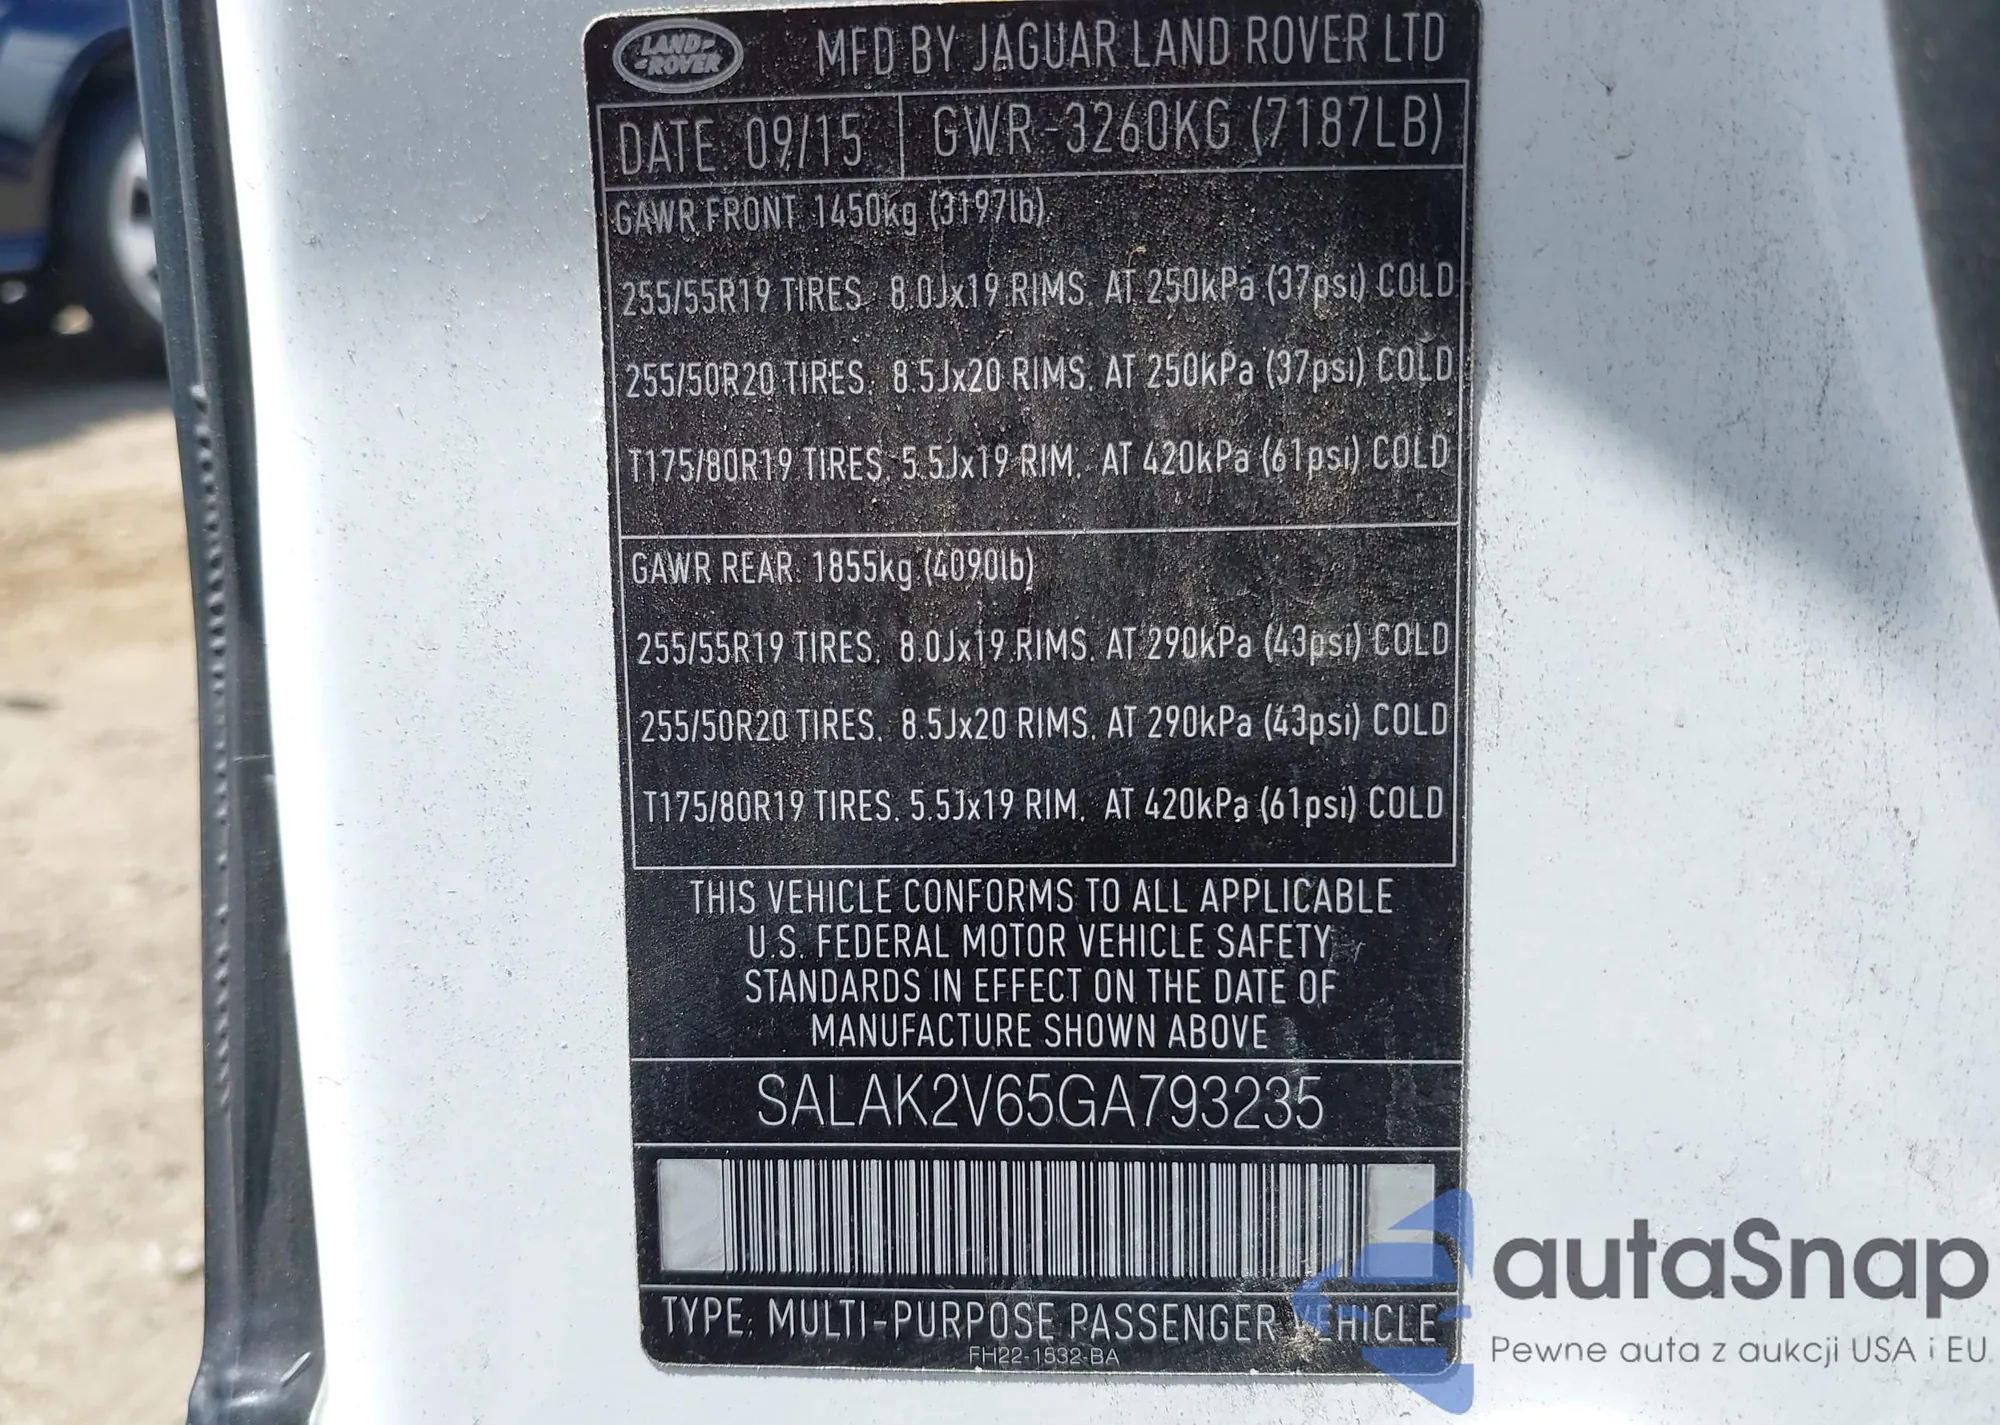 LAND-
-ROVER
MFD BY JAGUAR LAND ROVER LTD
DATE. 09/15
GWR-3260KG (7187LB)
GAWR FRONT. 1450kg (3197lb)
255/55R19 TIRES. 8.0Jx19 RIMS. AT 250kPa (37psi) COLD
255/50R20 TIRES. 8.5Jx20 RIMS. AT 250kPa (37psi) COLD
T175/80R19 TIRES. 5.5Jx19 RIM. AT 420kPa (61psi) COLD
GAWR REAR. 1855kg (4090lb)
255/55R19 TIRES. 8.0Jx19 RIMS. AT 290kPa (43psi) COLD
255/50R20 TIRES. 8.5Jx20 RIMS. AT 290kPa (43psi) COLD
T175/80R19 TIRES. 5.5Jx19 RIM. AT 420kPa (61psi) COLD
THIS VEHICLE CONFORMS TO ALL APPLICABLE
U.S. FEDERAL MOTOR VEHICLE SAFETY
STANDARDS IN EFFECT ON THE DATE OF
MANUFACTURE SHOWN ABOVE
SALAK2V65GA793235
TYPE: MULTI-PURPOSE PASSENGER VEHICLE
FH22-1532-BA
autaSnap
Pewne auta z aukcji USA i EU